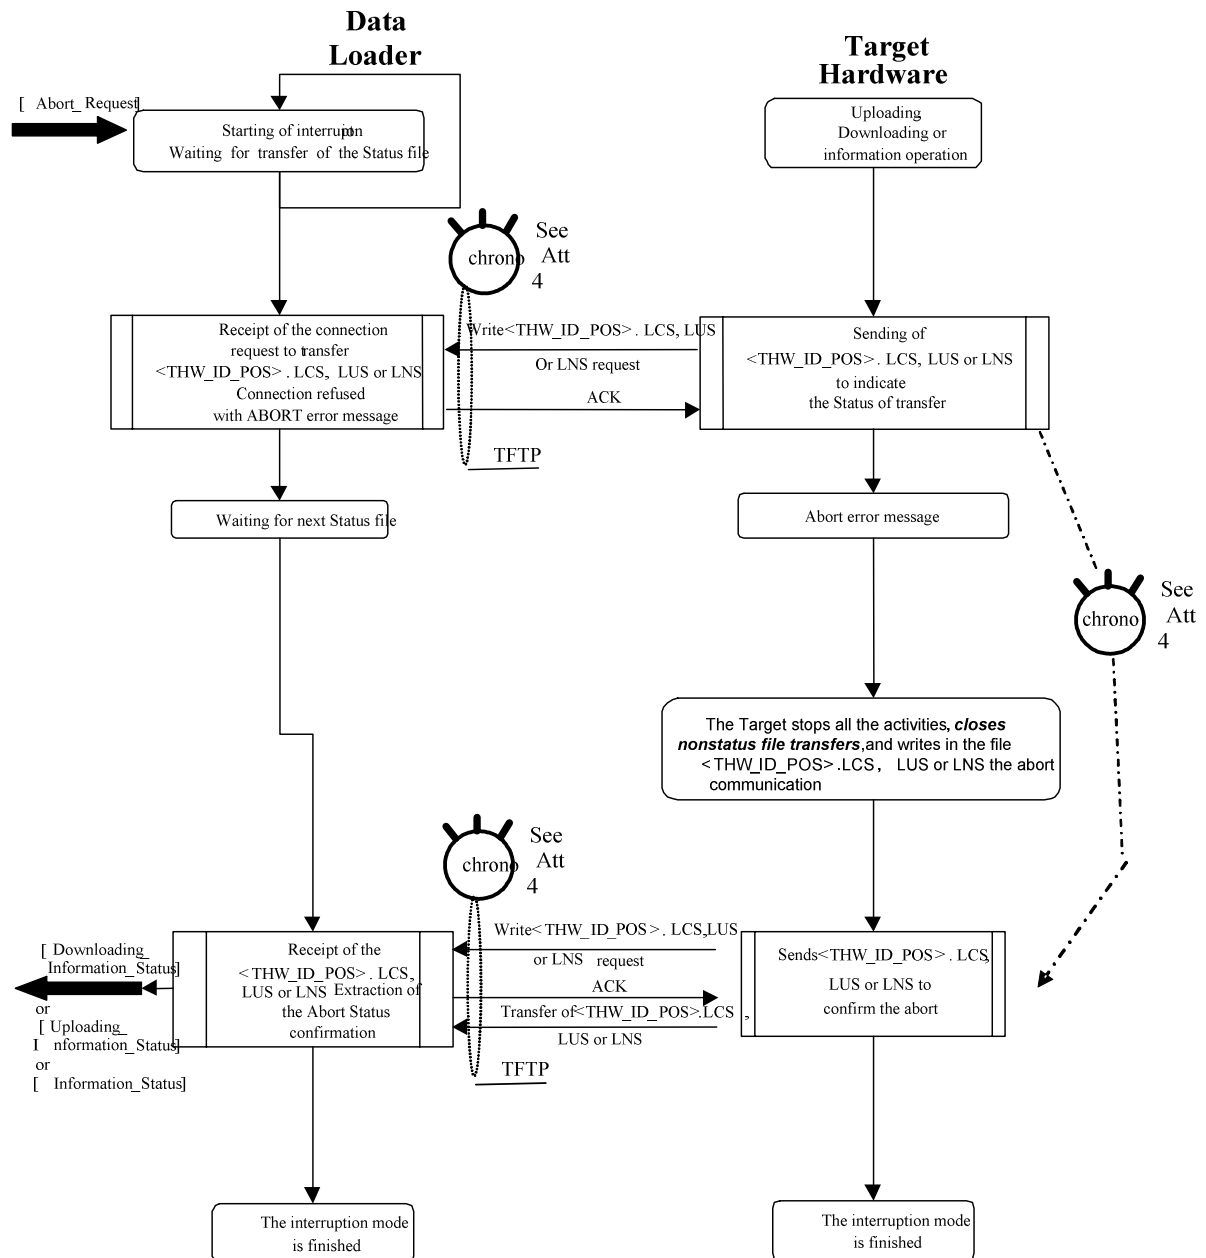 Data
Loader
Target
Hardware
[ Abort_Request]
Starting of interruption
Waiting for transfer of the Status file
Uploading
Downloading or
information operation
chrono
See
Att
4
Receipt of the connection
request to transfer
<THW_ID_POS>.LCS, LUS or LNS
Connection refused
with ABORT error message
Write<THW_ID_POS>.LCS, LUS
Or LNS request
ACK
TFTP
Sending of
<THW_ID_POS>.LCS, LUS or LNS
to indicate
the Status of transfer
Waiting for next Status file
Abort error message
chrono
See
Att
4
The Target stops all the activities, closes
nonstatus file transfers,and writes in the file
<THW_ID_POS>.LCS, LUS or LNS the abort
communication
chrono
See
Att
4
[ Downloading_
Information_Status]
or
[ Uploading_
I nformation_Status]
or
[ Information_Status]
Receipt of the
<THW_ID_POS>.LCS,
LUS or LNS Extraction of
the Abort Status
confirmation
Write<THW_ID_POS>.LCS,LUS
or LNS request
ACK
Transfer of<THW_ID_POS>.LCS ,
LUS or LNS
TFTP
Sends<THW_ID_POS>.LCS,
LUS or LNS to
confirm the abort
The interruption mode
is finished
The interruption mode
is finished